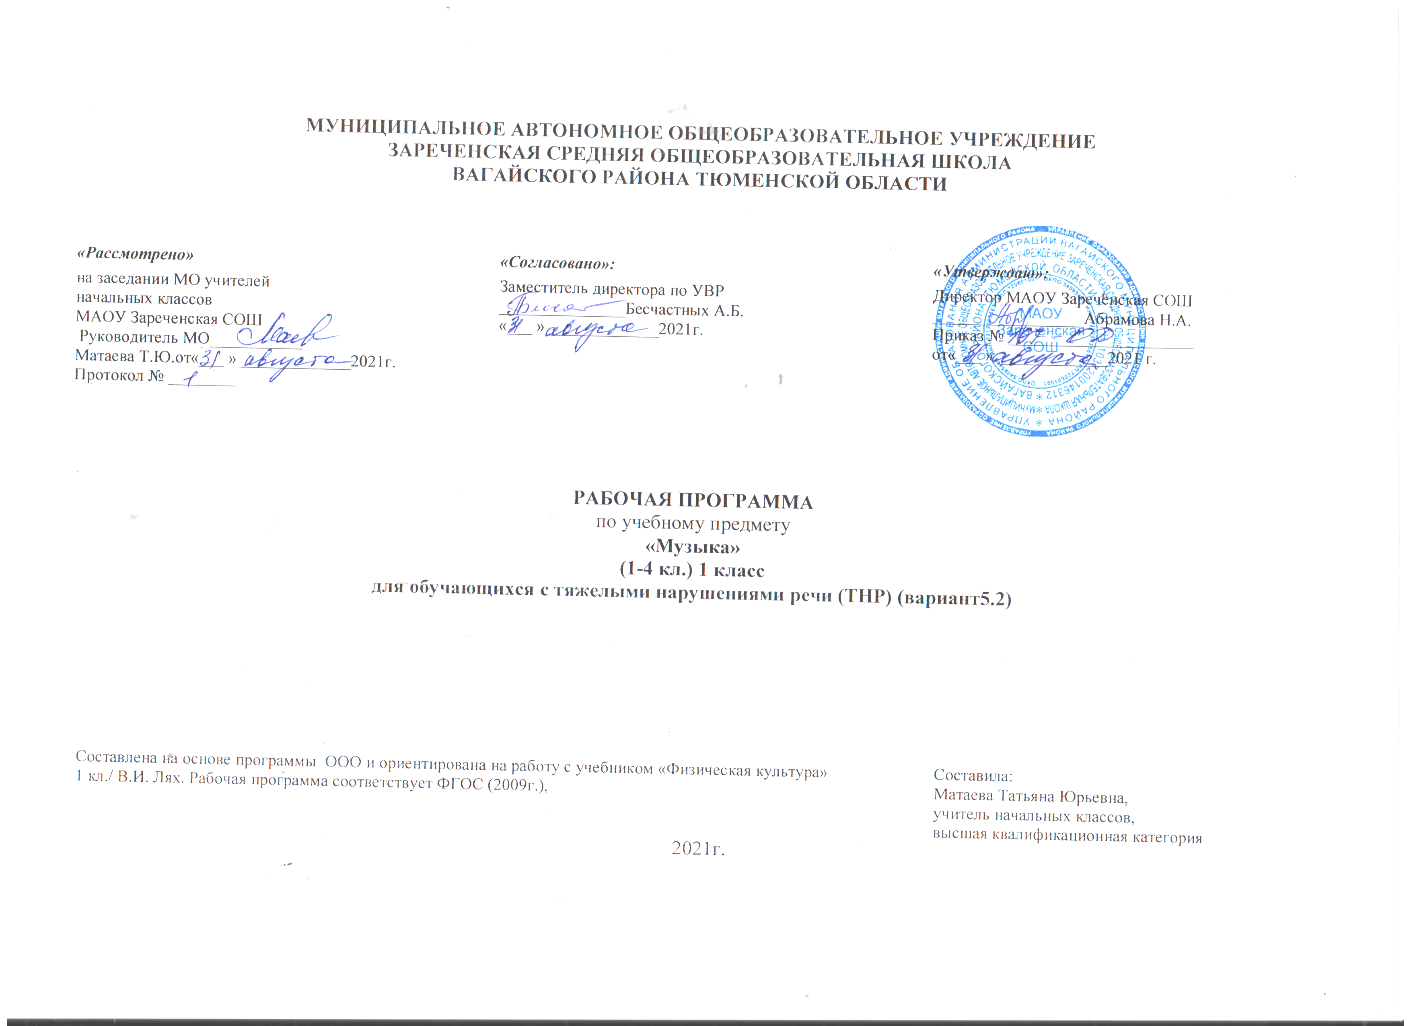 МУНИЦИПАЛЬНОЕ АВТОНОМНОЕ ОБЩЕОБРАЗОВАТЕЛЬНОЕ УЧРЕЖДЕНИЕ
ЗАРЕЧЕНСКАЯ СРЕДНЯЯ ОБЩЕОБРАЗОВАТЕЛЬНАЯ ШКОЛА
ВАГАЙСКОГО РАЙОНА ТЮМЕНСКОЙ ОБЛАСТИ
«Рассмотрено»
на заседании МО учителей
начальных классов
МАОУ Зареченская СОШ
Руководитель МО
Матаева Т.Ю.от« 31 » августа 2021г.
Протокол № 1
«Согласовано»:
Заместитель директора по УВР
Бесчастных А.Б.
« 31 » августа 2021г.
«Утверждаю»:
Директор МАОУ Зареченская СОШ
Абрамова Н.А.
Приказ №
от« 31 » августа 2021 г.
МАОУ
Зареченская
СОШ
РАБОЧАЯ ПРОГРАММА
по учебному предмету
«Музыка»
(1-4 кл.) 1 класс
для обучающихся с тяжелыми нарушениями речи (ТНР) (вариант5.2)
Составлена на основе программы ООО и ориентирована на работу с учебником «Физическая культура»
1 кл./ В.И. Лях. Рабочая программа соответствует ФГОС (2009г.).
Составила:
Матаева Татьяна Юрьевна,
учитель начальных классов,
высшая квалификационная категория
2021г.